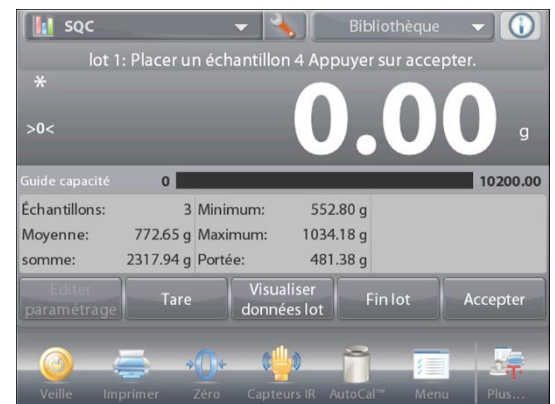 SQC Bibliothèque
lot 1: Placer un échantillon 4 Appuyer sur accepter.
*
>0< 0.00 g
Guide capacité 0 10200.00
Échantillons: 3 Minimum: 552.80 g
Moyenne: 772.65 g Maximum: 1034.18 g
somme: 2317.94 g Portée: 481.38 g
Éditer paramétrage Tare Visualiser données lot Fin lot Accepter
Veille Imprimer Zéro Capteurs IR AutoCal™ Menu Plus...